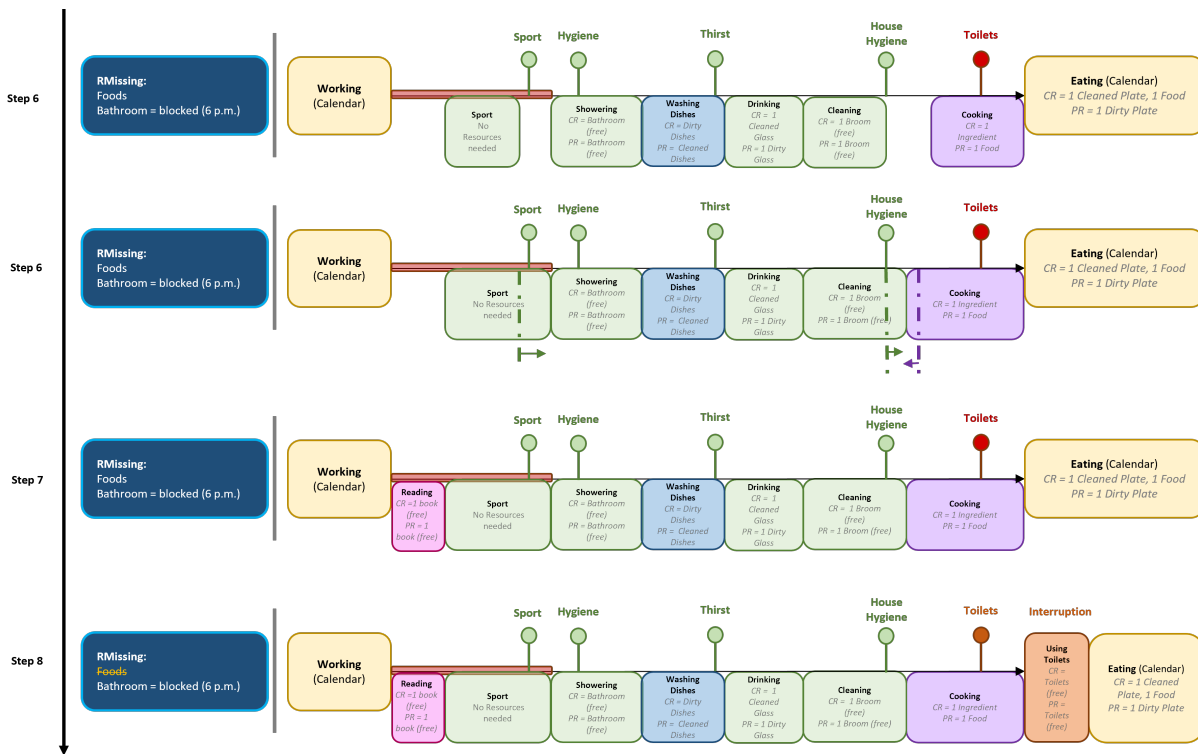 Sport
Hygiene
Thirst
House
Hygiene
Toilets
Step 6
RMissing:
Foods
Bathroom = blocked (6 p.m.)
Working
(Calendar)
Sport
No
Resources
needed
Showering
CR = Bathroom
(free)
PR = Bathroom
(free)
Washing
Dishes
CR = Dirty
Dishes
PR = Cleaned
Dishes
Drinking
CR = 1
Cleaned
Glass
PR = 1 Dirty
Glass
Cleaning
CR = 1 Broom
(free)
PR = 1 Broom
(free)
Cooking
CR = 1
Ingredient
PR = 1 Food
Eating (Calendar)
CR = 1 Cleaned Plate, 1 Food
PR = 1 Dirty Plate
Sport
Hygiene
Thirst
House
Hygiene
Toilets
Step 6
RMissing:
Foods
Bathroom = blocked (6 p.m.)
Working
(Calendar)
Sport
No Resources
needed
Showering
CR = Bathroom
(free)
PR = Bathroom
(free)
Washing
Dishes
CR = Dirty
Dishes
PR = Cleaned
Dishes
Drinking
CR = 1
Cleaned
Glass
PR = 1 Dirty
Glass
Cleaning
CR = 1 Broom
(free)
PR = 1 Broom (free)
Cooking
CR = 1 Ingredient
PR = 1 Food
Eating (Calendar)
CR = 1 Cleaned Plate, 1 Food
PR = 1 Dirty Plate
Sport
Hygiene
Thirst
House
Hygiene
Toilets
Step 7
RMissing:
Foods
Bathroom = blocked (6 p.m.)
Working
(Calendar)
Reading
CR =1 book
(free)
PR = 1
book (free)
Sport
No Resources
needed
Showering
CR = Bathroom
(free)
PR = Bathroom
(free)
Washing
Dishes
CR = Dirty
Dishes
PR = Cleaned
Dishes
Drinking
CR = 1
Cleaned
Glass
PR = 1 Dirty
Glass
Cleaning
CR = 1 Broom
(free)
PR = 1 Broom (free)
Cooking
CR = 1 Ingredient
PR = 1 Food
Eating (Calendar)
CR = 1 Cleaned Plate, 1 Food
PR = 1 Dirty Plate
Sport
Hygiene
Thirst
House
Hygiene
Toilets
Interruption
Step 8
RMissing:
Foods
Bathroom = blocked (6 p.m.)
Working
(Calendar)
Reading
CR =1 book
(free)
PR = 1
book (free)
Sport
No Resources
needed
Showering
CR = Bathroom
(free)
PR = Bathroom
(free)
Washing
Dishes
CR = Dirty
Dishes
PR = Cleaned
Dishes
Drinking
CR = 1
Cleaned
Glass
PR = 1 Dirty
Glass
Cleaning
CR = 1 Broom
(free)
PR = 1 Broom (free)
Cooking
CR = 1 Ingredient
PR = 1 Food
Using
Toilets
CR =
Toilets
(free)
PR =
Toilets
(free)
Eating (Calendar)
CR = 1 Cleaned
Plate, 1 Food
PR = 1 Dirty Plate